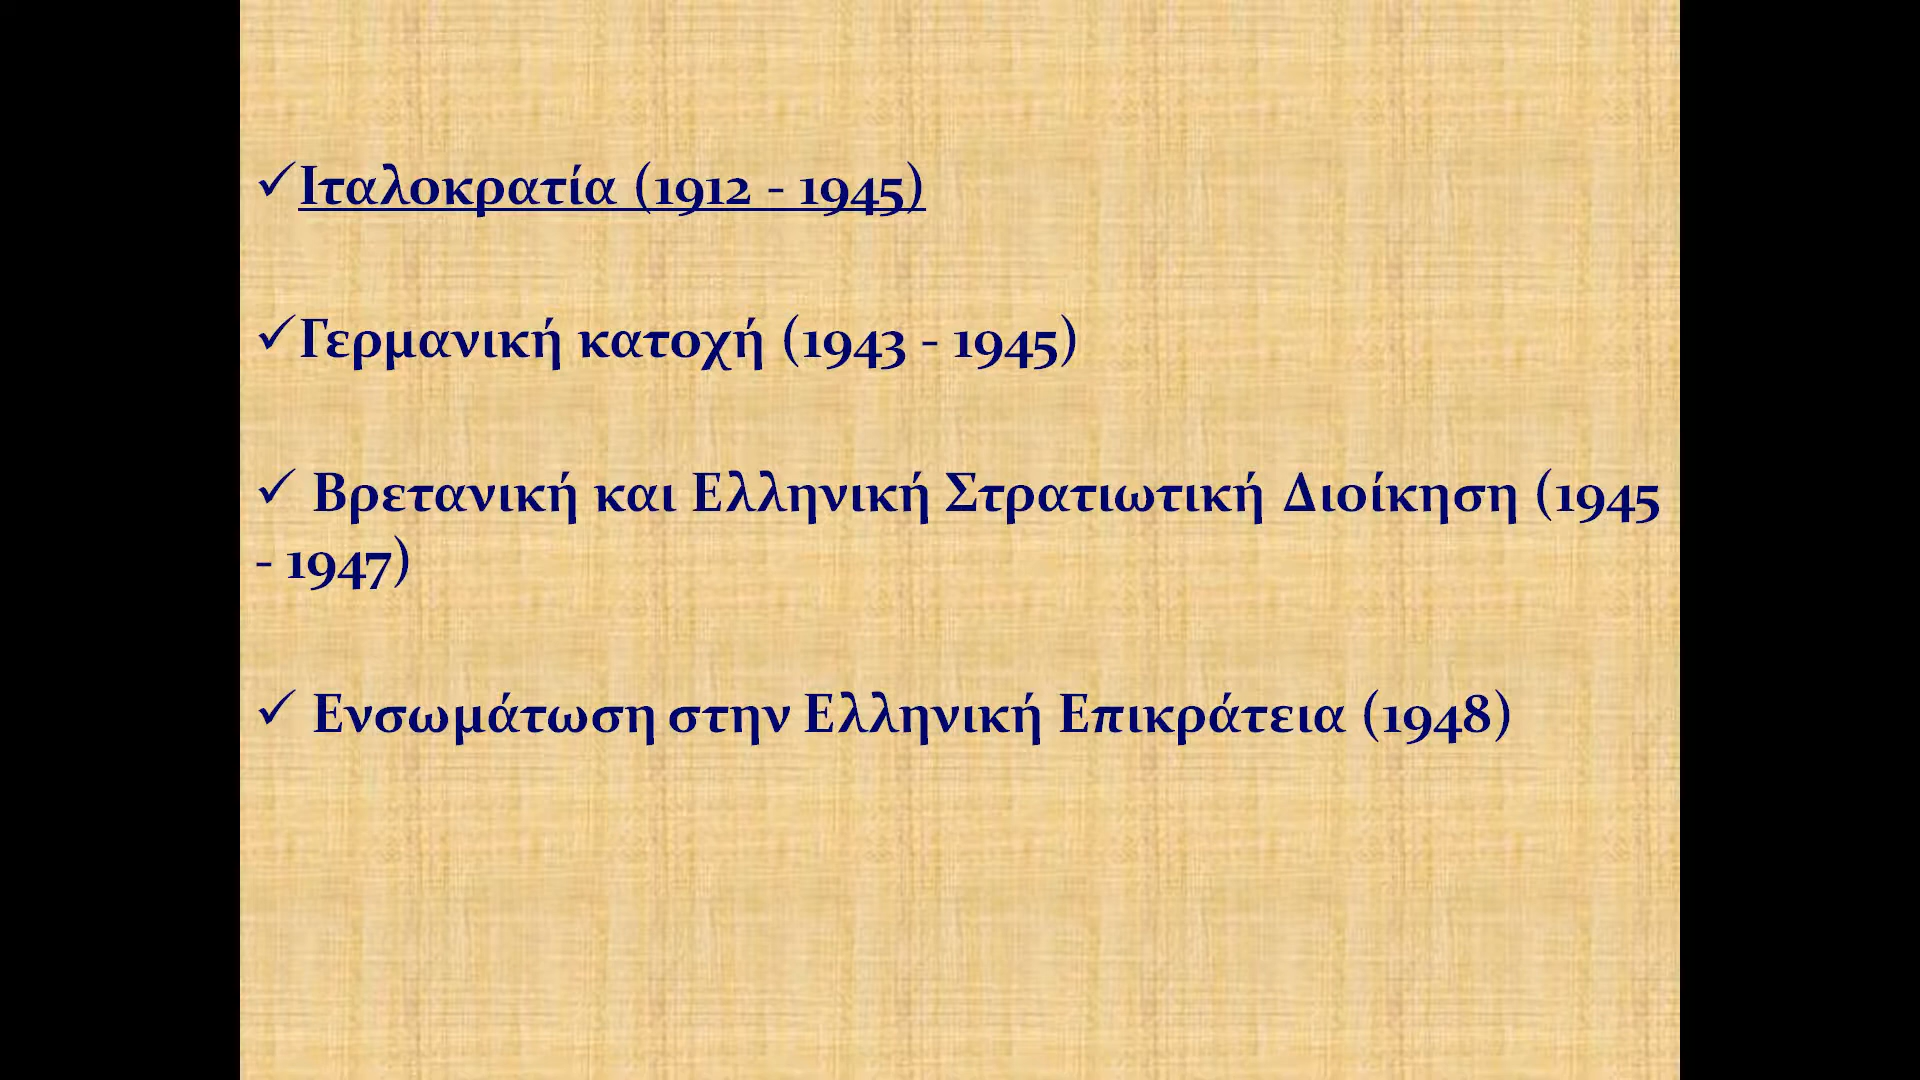 ✓Ιταλοκρατία (1912 - 1945)
✓Γερμανική κατοχή (1943 - 1945)
✓ Βρετανική και Ελληνική Στρατιωτική Διοίκηση (1945
- 1947)
✓ Ενσωμάτωση στην Ελληνική Επικράτεια (1948)